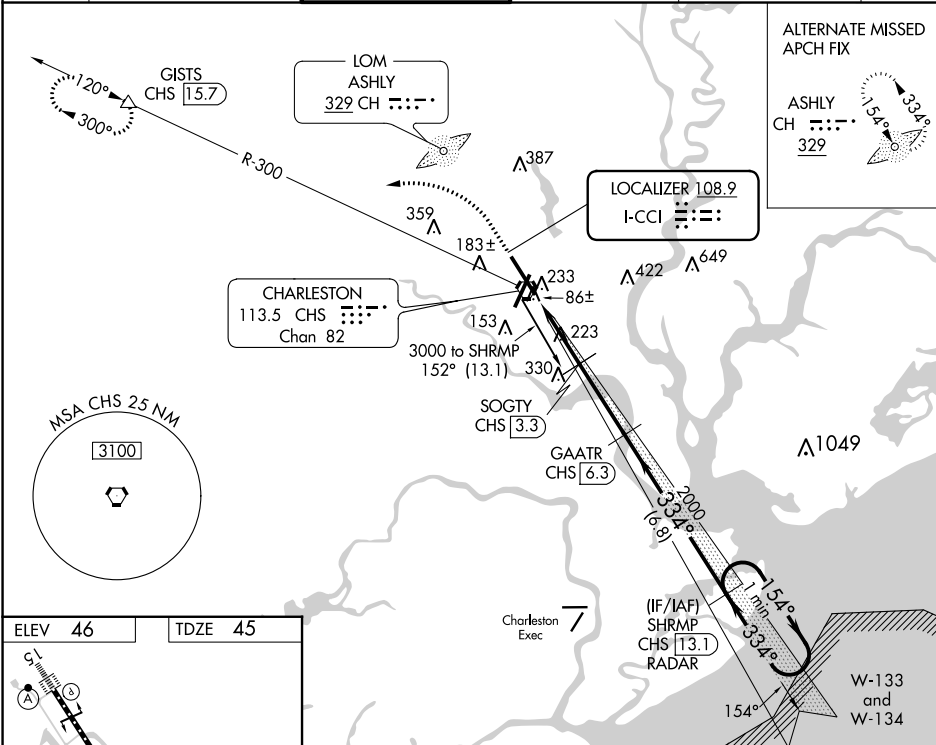 120°
300°
GISTS
CHS 15.7
R-300
LOM
ASHLY
329 CH
387
359
183±
LOCALIZER 108.9
I-CCI
ALTERNATE MISSED
APCH FIX
ASHLY
CH
329
154°
334°
CHARLESTON
113.5 CHS
Chan 82
233
86±
422
649
153
223
3000 to SHRMP
152° (13.1)
330
SOGTY
CHS 3.3
GAATR
CHS 6.3
1049
MSA CHS 25 NM
3100
2000
334°
(6.8)
154°
1 min
334°
Charleston
Exec
(IF/IAF)
SHRMP
CHS 13.1
RADAR
154°
W-133
and
W-134
ELEV 46
TDZE 45
15
A
P